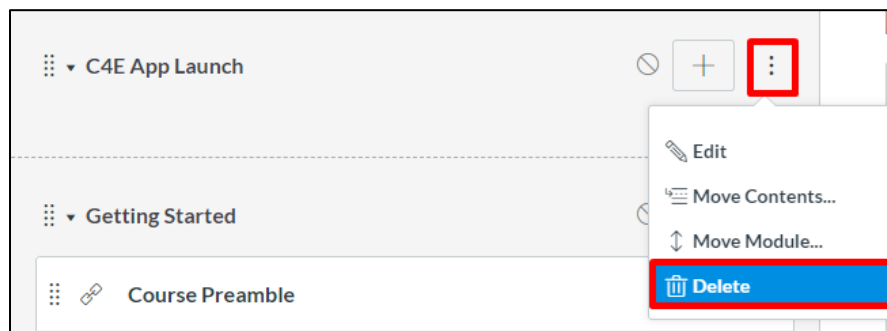 C4E App Launch
Edit
Move Contents...
Getting Started
Move Module...
Delete
Course Preamble